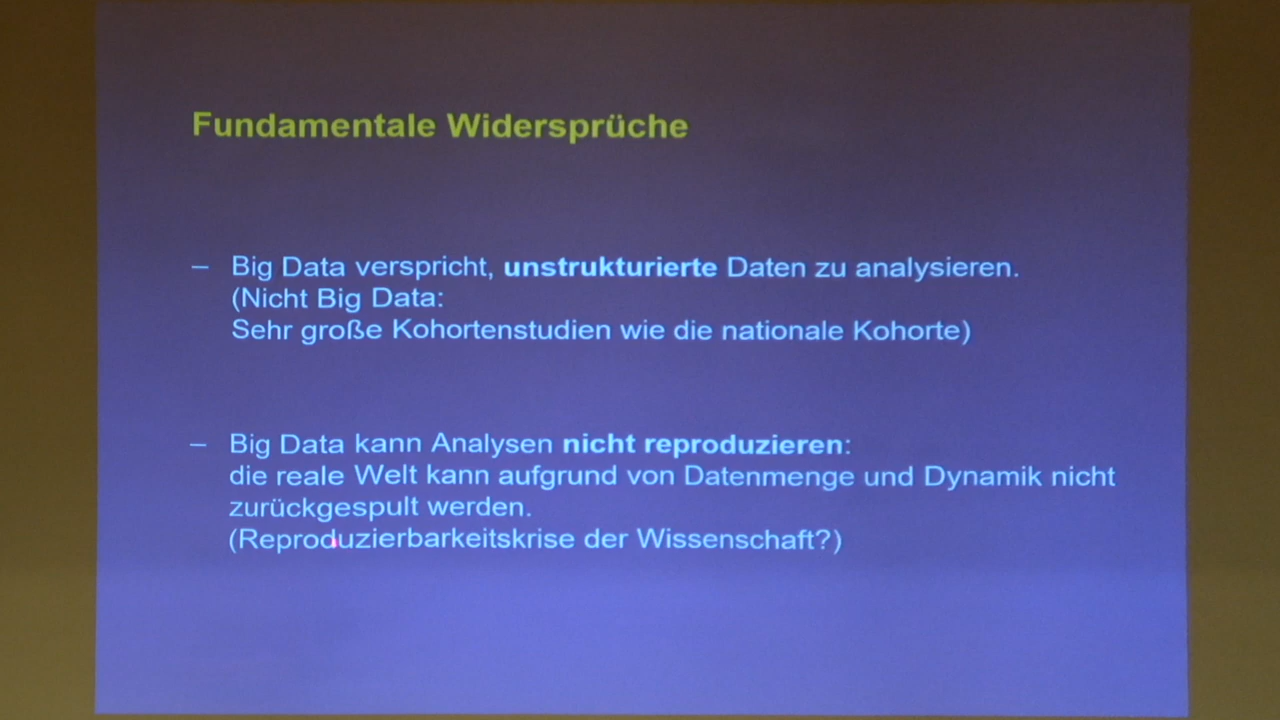 Fundamentale Widersprüche
– Big Data verspricht, unstrukturierte Daten zu analysieren.
(Nicht Big Data:
Sehr große Kohortenstudien wie die nationale Kohorte)
– Big Data kann Analysen nicht reproduzieren:
die reale Welt kann aufgrund von Datenmenge und Dynamik nicht
zurückgespult werden.
(Reproduzierbarkeitskrise der Wissenschaft?)